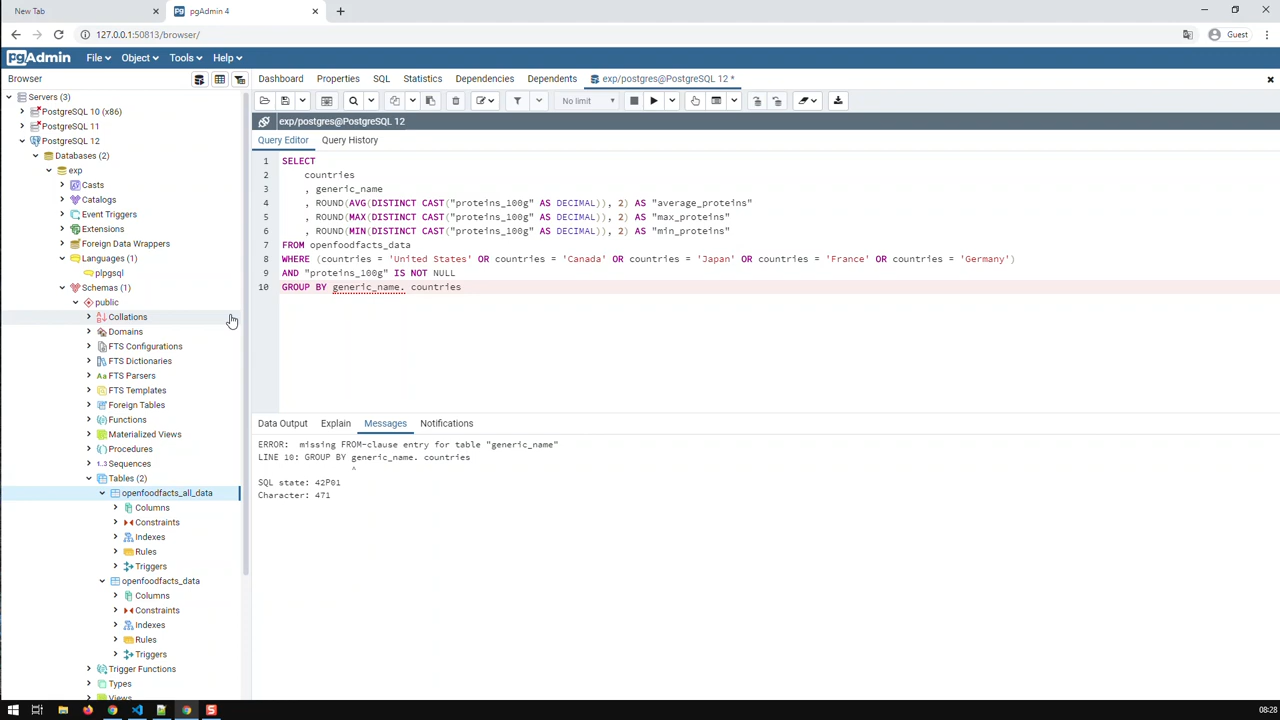 New Tab
pgAdmin 4
127.0.0.1:50813/browser/
Guest
pgAdmin
File
Object
Tools
Help
Browser
Dashboard
Properties
SQL
Statistics
Dependencies
Dependents
exp/postgres@PostgreSQL 12 *
Servers (3)
PostgreSQL 10 (x86)
PostgreSQL 11
PostgreSQL 12
Databases (2)
exp
Casts
Catalogs
Event Triggers
Extensions
Foreign Data Wrappers
Languages (1)
plpgsql
Schemas (1)
public
Collations
Domains
FTS Configurations
FTS Dictionaries
Aa FTS Parsers
FTS Templates
Foreign Tables
Functions
Materialized Views
Procedures
1..3 Sequences
Tables (2)
openfoodfacts_all_data
Columns
Constraints
Indexes
Rules
Triggers
openfoodfacts_data
Columns
Constraints
Indexes
Rules
Triggers
Trigger Functions
Types
Views
No limit
exp/postgres@PostgreSQL 12
Query Editor
Query History
1 SELECT
2 countries
3 , generic_name
4 , ROUND(AVG(DISTINCT CAST("proteins_100g" AS DECIMAL)), 2) AS "average_proteins"
5 , ROUND(MAX(DISTINCT CAST("proteins_100g" AS DECIMAL)), 2) AS "max_proteins"
6 , ROUND(MIN(DISTINCT CAST("proteins_100g" AS DECIMAL)), 2) AS "min_proteins"
7 FROM openfoodfacts_data
8 WHERE (countries = 'United States' OR countries = 'Canada' OR countries = 'Japan' OR countries = 'France' OR countries = 'Germany')
9 AND "proteins_100g" IS NOT NULL
10 GROUP BY generic_name. countries
Data Output
Explain
Messages
Notifications
ERROR: missing FROM-clause entry for table "generic_name"
LINE 10: GROUP BY generic_name. countries
^
SQL state: 42P01
Character: 471
08:28